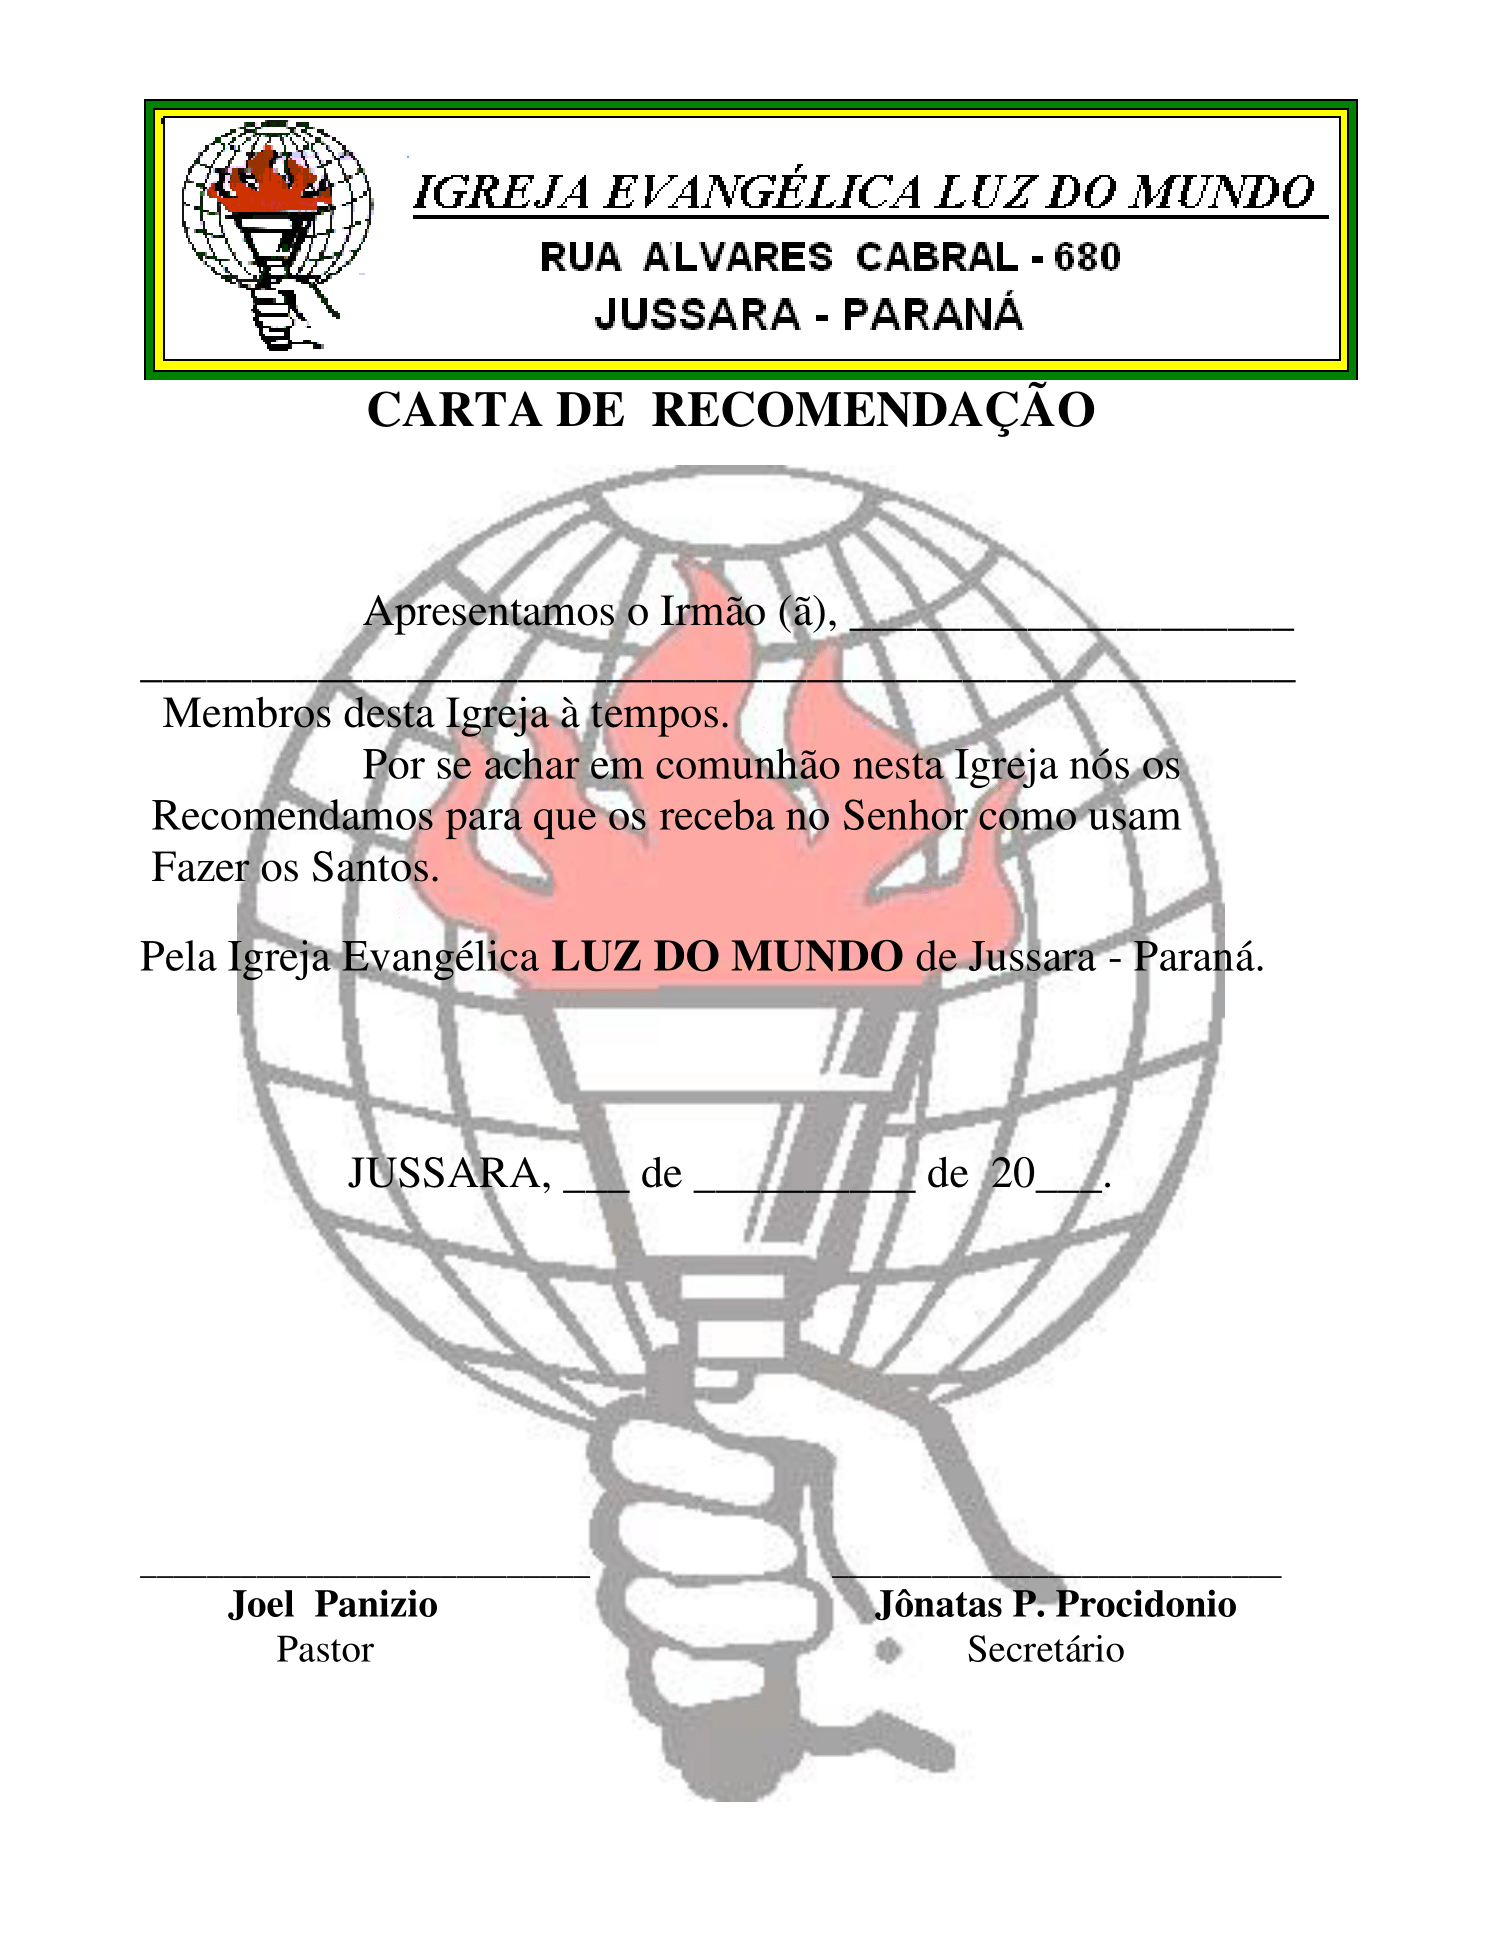 IGREJA EVANGÉLICA LUZ DO MUNDO
RUA ALVARES CABRAL - 680
JUSSARA - PARANÁ
CARTA DE RECOMENDAÇÃO
Apresentamos o Irmão (ã), ____________________
____________________________________________________
Membros desta Igreja à tempos.
Por se achar em comunhão nesta Igreja nós os
Recomendamos para que os receba no Senhor como usam
Fazer os Santos.
Pela Igreja Evangélica LUZ DO MUNDO de Jussara - Paraná.
JUSSARA, ___ de __________ de 20___.
________________________ ________________________
Joel Panizio Jônatas P. Procidonio
Pastor Secretário